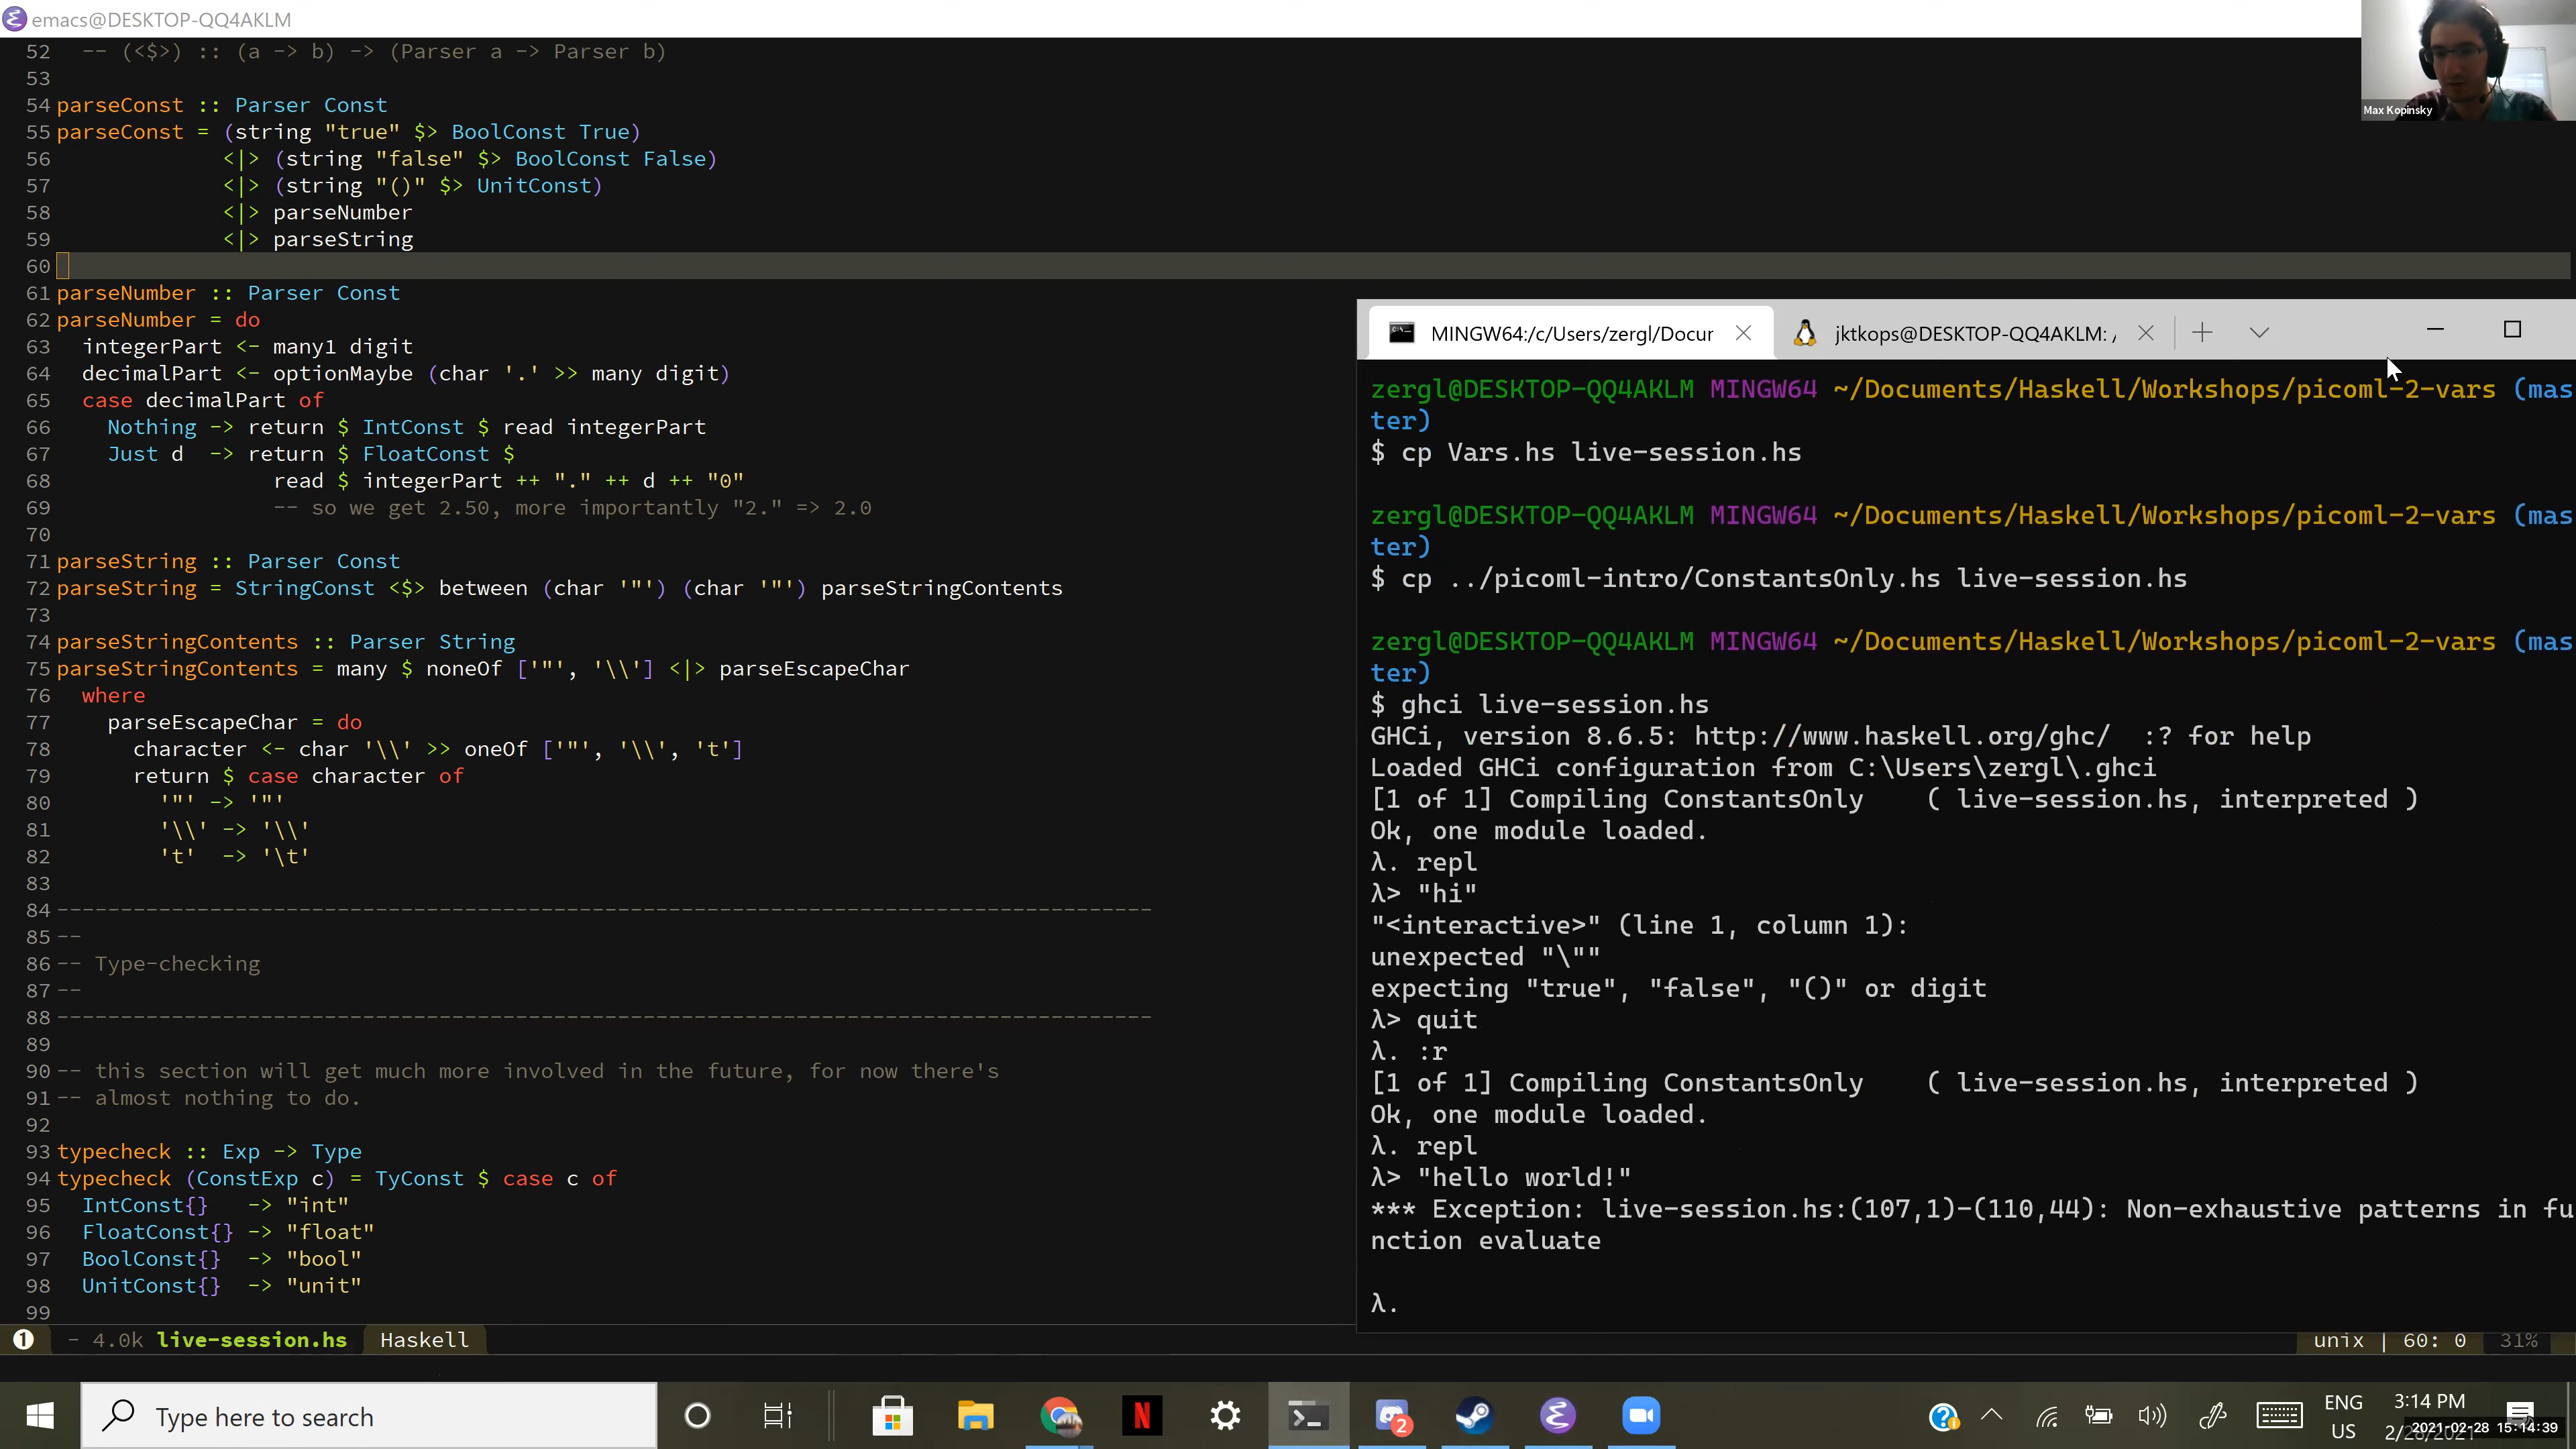 emacs@DESKTOP-QQ4AKLM
52 -- (<$>) :: (a -> b) -> (Parser a -> Parser b)
53
54 parseConst :: Parser Const
55 parseConst = (string "true" $> BoolConst True)
56 <|> (string "false" $> BoolConst False)
57 <|> (string "()" $> UnitConst)
58 <|> parseNumber
59 <|> parseString
60
61 parseNumber :: Parser Const
62 parseNumber = do
63 integerPart <- many1 digit
64 decimalPart <- optionMaybe (char '.' >> many digit)
65 case decimalPart of
66 Nothing -> return $ IntConst $ read integerPart
67 Just d -> return $ FloatConst $
68 read $ integerPart ++ "." ++ d ++ "0"
69 -- so we get 2.50, more importantly "2." => 2.0
70
71 parseString :: Parser Const
72 parseString = StringConst <$> between (char '"') (char '"') parseStringContents
73
74 parseStringContents :: Parser String
75 parseStringContents = many $ noneOf ['"', '\\'] <|> parseEscapeChar
76 where
77 parseEscapeChar = do
78 character <- char '\\' >> oneOf ['"', '\\', 't']
79 return $ case character of
80 '"' -> '"'
81 '\\' -> '\\'
82 't' -> '\t'
83
84 --------------------------------------------------------------------------------------
85 --
86 -- Type-checking
87 --
88 --------------------------------------------------------------------------------------
89
90 -- this section will get much more involved in the future, for now there's
91 -- almost nothing to do.
92
93 typecheck :: Exp -> Type
94 typecheck (ConstExp c) = TyConst $ case c of
95 IntConst{} -> "int"
96 FloatConst{} -> "float"
97 BoolConst{} -> "bool"
98 UnitConst{} -> "unit"
99
1 - 4.0k live-session.hs Haskell
unix | 60: 0 31%
Max Kopinsky
MINGW64:/c/Users/zergl/Docur
jktkops@DESKTOP-QQ4AKLM: /
zergl@DESKTOP-QQ4AKLM MINGW64 ~/Documents/Haskell/Workshops/picoml-2-vars (mas
ter)
$ cp Vars.hs live-session.hs
zergl@DESKTOP-QQ4AKLM MINGW64 ~/Documents/Haskell/Workshops/picoml-2-vars (mas
ter)
$ cp ../picoml-intro/ConstantsOnly.hs live-session.hs
zergl@DESKTOP-QQ4AKLM MINGW64 ~/Documents/Haskell/Workshops/picoml-2-vars (mas
ter)
$ ghci live-session.hs
GHCi, version 8.6.5: http://www.haskell.org/ghc/ :? for help
Loaded GHCi configuration from C:\Users\zergl\.ghci
[1 of 1] Compiling ConstantsOnly ( live-session.hs, interpreted )
Ok, one module loaded.
λ. repl
λ> "hi"
"<interactive>" (line 1, column 1):
unexpected "\""
expecting "true", "false", "()" or digit
λ> quit
λ. :r
[1 of 1] Compiling ConstantsOnly ( live-session.hs, interpreted )
Ok, one module loaded.
λ. repl
λ> "hello world!"
*** Exception: live-session.hs:(107,1)-(110,44): Non-exhaustive patterns in fu
nction evaluate
λ.
Type here to search
2
ENG
US
3:14 PM
2021-02-28 15:14:39